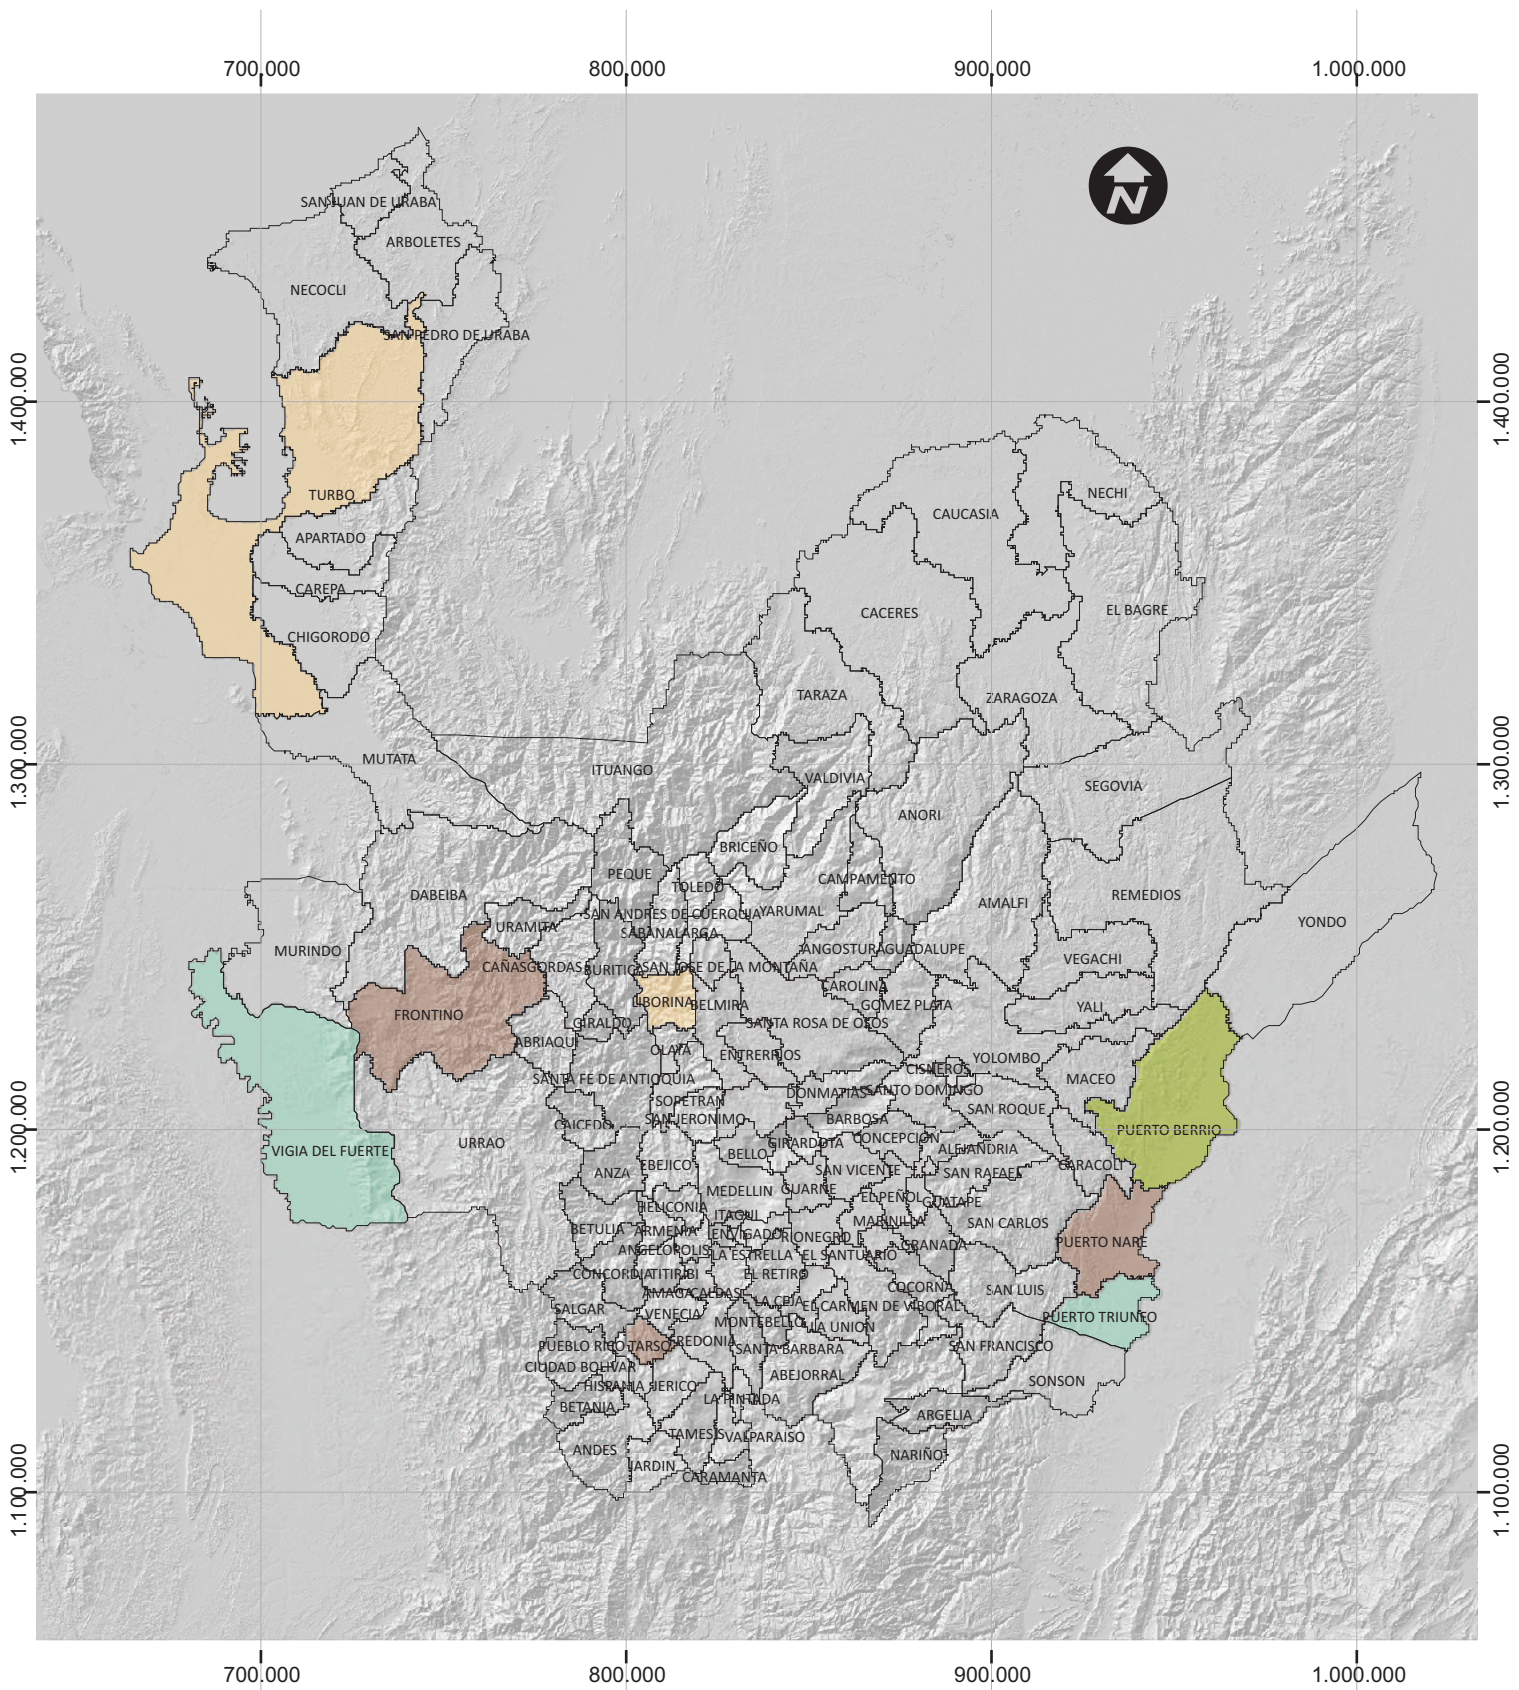 700.000
800.000
900.000
1.000.000
N
SAN JUAN DE URABA
ARBOLETES
NECOCLI
SAN PEDRO DE URABA
1.400.000
1.400.000
TURBO
NECHI
CAUCASIA
APARTADO
CAREPA
CACERES
EL BAGRE
CHIGORODO
TARAZA
ZARAGOZA
1.300.000
MUTATA
ITUANGO
VALDIVIA
SEGOVIA
1.300.000
ANORI
BRICEÑO
PEQUE
TOLEDO
CAMPAMENTO
DABEIBA
REMEDIOS
AMALFI
SAN ANDRES DE CUERQUIA
YARUMAL
YONDO
URAMITA
SABANALARGA
MURINDO
ANGOSTURA
GUADALUPE
VEGACHI
CAÑASGORDAS
BURITICA
SAN JOSE DE LA MONTAÑA
CAROLINA
FRONTINO
LIBORINA
BELMIRA
GOMEZ PLATA
YALI
GIRALDO
SANTA ROSA DE OSOS
ABRIAQUI
OLAYA
ENTRERRIOS
YOLOMBO
CISNEROS
SANTA FE DE ANTIOQUIA
MACEO
DONMATIAS
SANTO DOMINGO
SOPETRAN
SAN ROQUE
1.200.000
CAICEDO
SAN JERONIMO
BARBOSA
PUERTO BERRIO
1.200.000
VIGIA DEL FUERTE
URRAO
GIRARDOTA
CONCEPCION
ALEJANDRIA
BELLO
EBEJICO
CARACOLI
ANZA
SAN VICENTE
SAN RAFAEL
MEDELLIN
GUARNE
EL PEÑOL
GUATAPE
HELICONIA
ITAGUI
MARINILLA
SAN CARLOS
BETULIA
ARMENIA
ENVIGADO
RIONEGRO
PUERTO NARE
ANGELOPOLIS
LA ESTRELLA
EL SANTUARIO
GRANADA
CONCORDIA
TITIRIBI
EL RETIRO
COCORNA
SAN LUIS
AMAGA
CALDAS
LA CEJA
EL CARMEN DE VIBORAL
SALGAR
VENECIA
MONTEBELLO
LA UNION
PUERTO TRIUNFO
PUEBLO RICO
TARSO
FREDONIA
SANTA BARBARA
SAN FRANCISCO
CIUDAD BOLIVAR
ABEJORRAL
SONSON
HISPANIA
JERICO
LA PINTADA
BETANIA
ARGELIA
TAMESIS
VALPARAISO
ANDES
NARIÑO
JARDIN
CARAMANTA
1.100.000
1.100.000
700.000
800.000
900.000
1.000.000